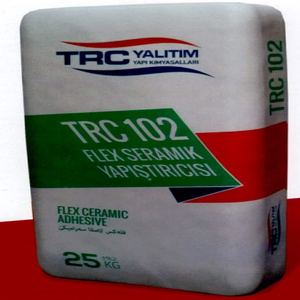 TRC YALITIM
YAPI KİMYASALLARI
TRC 102
FLEX SERAMİK
YAPIŞTIRICISI
FLEX CERAMIC
ADHESIVE
25 KG
TRC 102